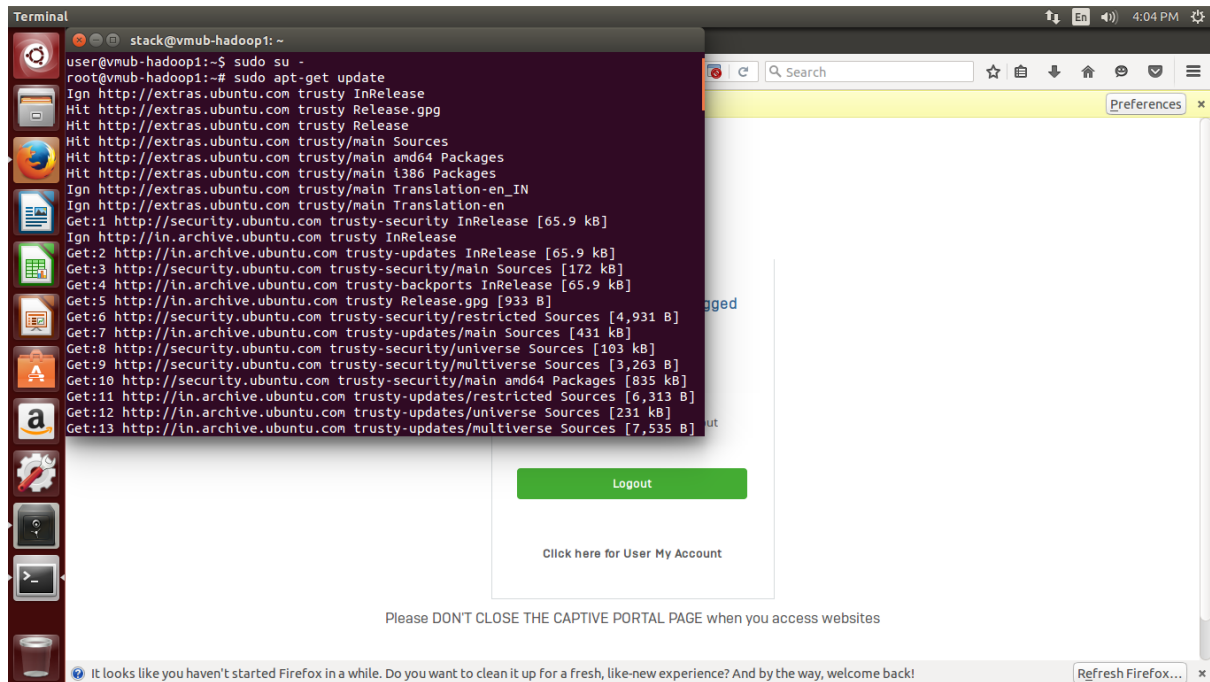 Terminal
En
4:04 PM
stack@vmub-hadoop1: ~
user@vmub-hadoop1:~$ sudo su -
root@vmub-hadoop1:~# sudo apt-get update
Ign http://extras.ubuntu.com trusty InRelease
Hit http://extras.ubuntu.com trusty Release.gpg
Hit http://extras.ubuntu.com trusty Release
Hit http://extras.ubuntu.com trusty/main Sources
Hit http://extras.ubuntu.com trusty/main amd64 Packages
Hit http://extras.ubuntu.com trusty/main i386 Packages
Ign http://extras.ubuntu.com trusty/main Translation-en_IN
Ign http://extras.ubuntu.com trusty/main Translation-en
Get:1 http://security.ubuntu.com trusty-security InRelease [65.9 kB]
Ign http://in.archive.ubuntu.com trusty InRelease
Get:2 http://in.archive.ubuntu.com trusty-updates InRelease [65.9 kB]
Get:3 http://security.ubuntu.com trusty-security/main Sources [172 kB]
Get:4 http://in.archive.ubuntu.com trusty-backports InRelease [65.9 kB]
Get:5 http://in.archive.ubuntu.com trusty Release.gpg [933 B]
Get:6 http://security.ubuntu.com trusty-security/restricted Sources [4,931 B]
Get:7 http://in.archive.ubuntu.com trusty-updates/main Sources [431 kB]
Get:8 http://security.ubuntu.com trusty-security/universe Sources [103 kB]
Get:9 http://security.ubuntu.com trusty-security/multiverse Sources [3,263 B]
Get:10 http://security.ubuntu.com trusty-security/main amd64 Packages [835 kB]
Get:11 http://in.archive.ubuntu.com trusty-updates/restricted Sources [6,313 B]
Get:12 http://in.archive.ubuntu.com trusty-updates/universe Sources [231 kB]
Get:13 http://in.archive.ubuntu.com trusty-updates/multiverse Sources [7,535 B]
Search
Preferences
gged
out
Logout
Click here for User My Account
Please DON'T CLOSE THE CAPTIVE PORTAL PAGE when you access websites
It looks like you haven't started Firefox in a while. Do you want to clean it up for a fresh, like-new experience? And by the way, welcome back!
Refresh Firefox...